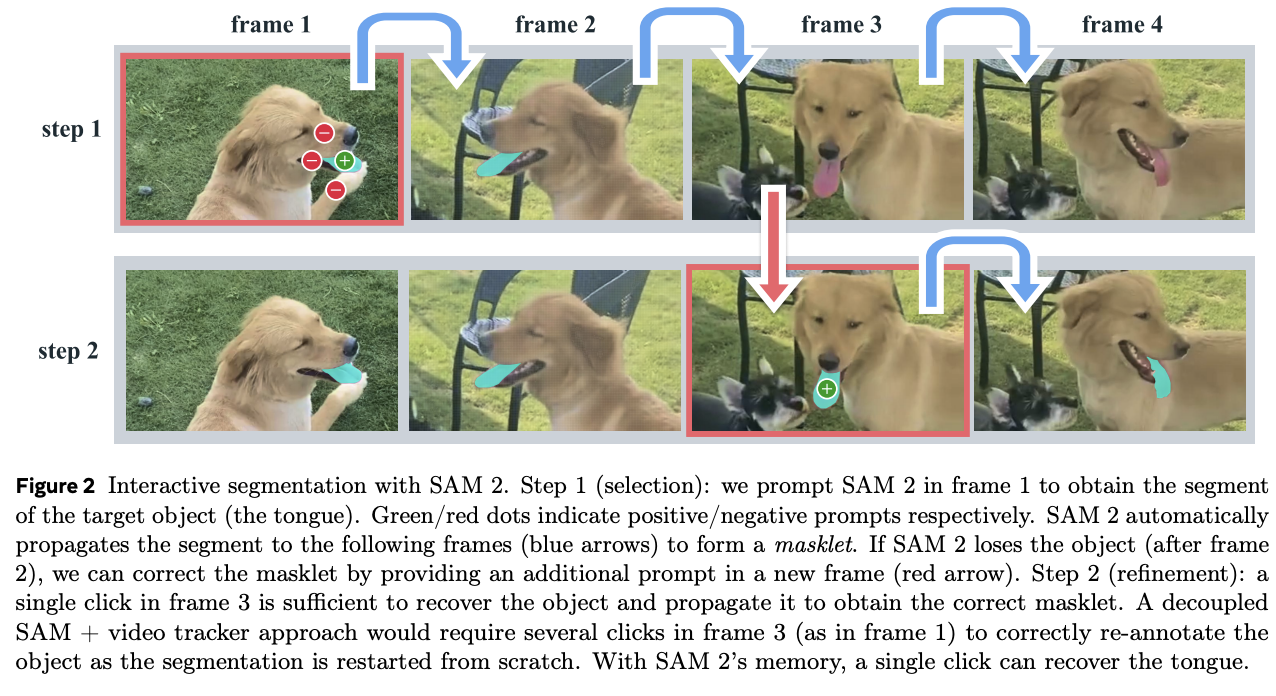 frame 1 frame 2 frame 3 frame 4
step 1
step 2
Figure 2 Interactive segmentation with SAM 2. Step 1 (selection): we prompt SAM 2 in frame 1 to obtain the segment
of the target object (the tongue). Green/red dots indicate positive/negative prompts respectively. SAM 2 automatically
propagates the segment to the following frames (blue arrows) to form a masklet. If SAM 2 loses the object (after frame
2), we can correct the masklet by providing an additional prompt in a new frame (red arrow). Step 2 (refinement): a
single click in frame 3 is sufficient to recover the object and propagate it to obtain the correct masklet. A decoupled
SAM + video tracker approach would require several clicks in frame 3 (as in frame 1) to correctly re-annotate the
object as the segmentation is restarted from scratch. With SAM 2's memory, a single click can recover the tongue.